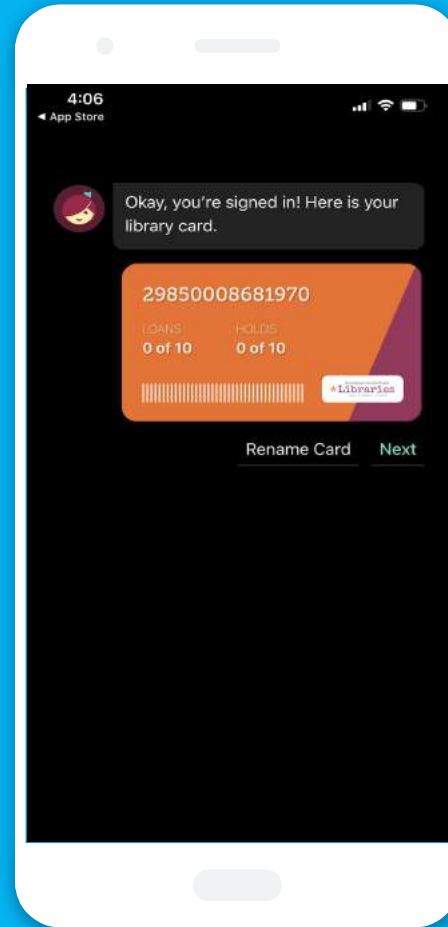 4:06
◄ App Store
Okay, you're signed in! Here is your
library card.
29850008681970
LOANS HOLDS
0 of 10 0 of 10
*Libraries
Rename Card Next